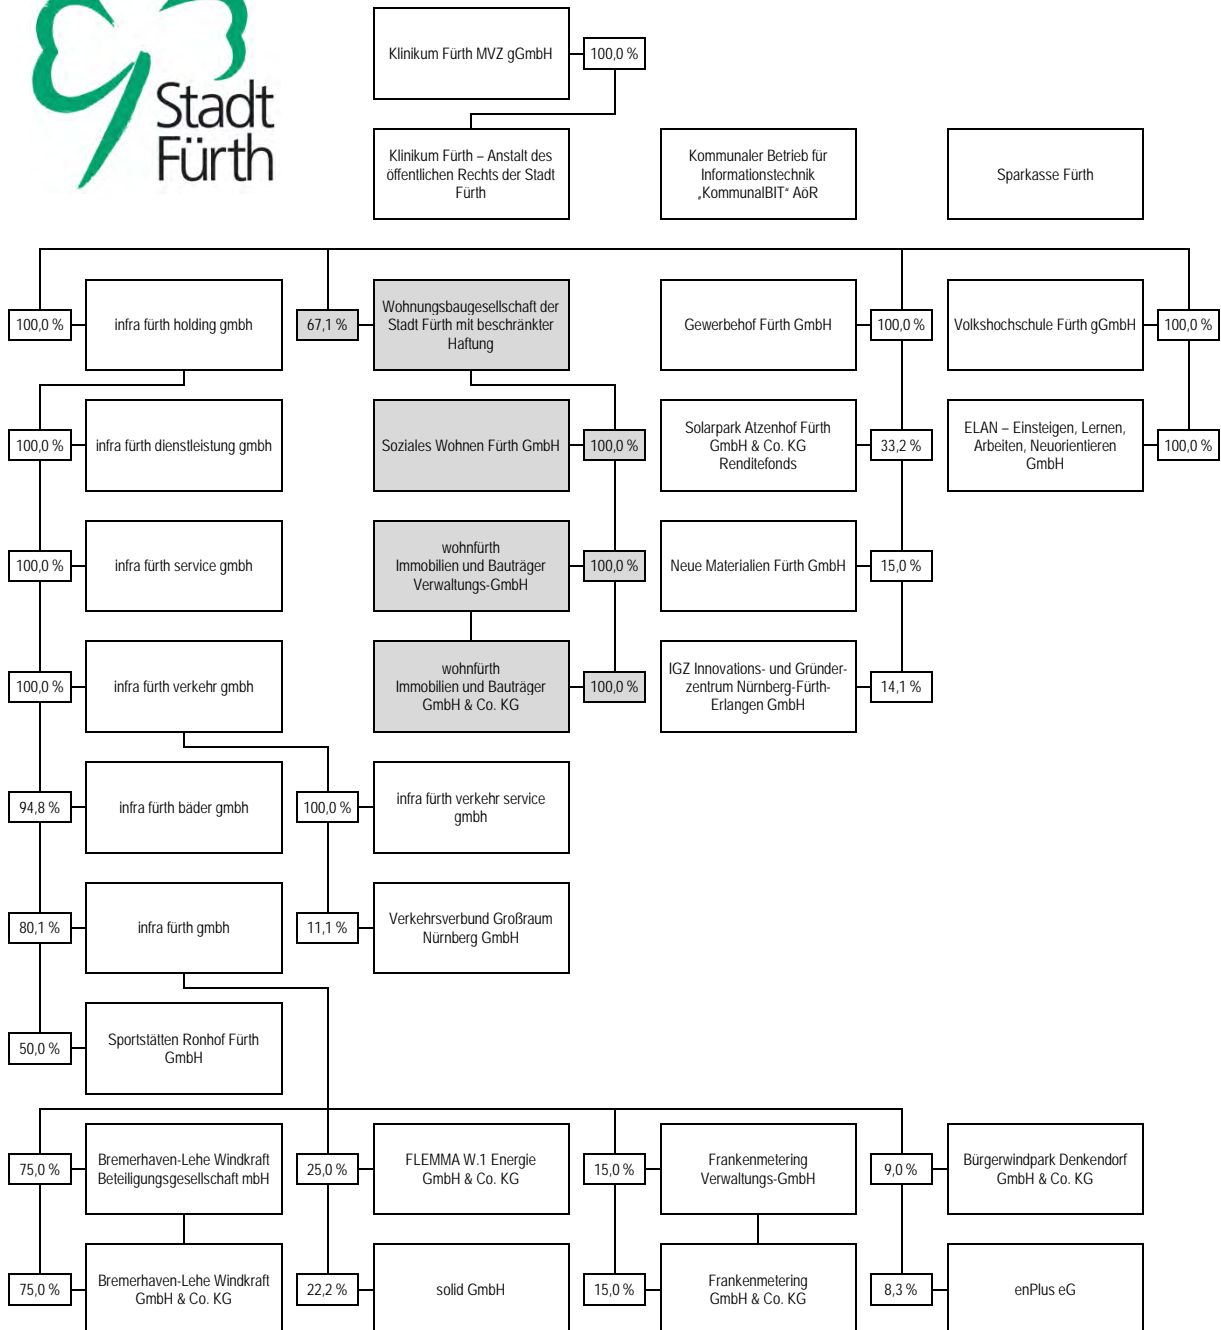 Stadt
Fürth
Klinikum Fürth MVZ gGmbH
100,0 %
Klinikum Fürth – Anstalt des
öffentlichen Rechts der Stadt
Fürth
Kommunaler Betrieb für
Informationstechnik
„KommunalBIT“ AöR
Sparkasse Fürth
100,0 %
infra fürth holding gmbh
67,1 %
Wohnungsbaugesellschaft der
Stadt Fürth mit beschränkter
Haftung
Gewerbehof Fürth GmbH
100,0 %
Volkshochschule Fürth gGmbH
100,0 %
100,0 %
infra fürth dienstleistung gmbh
Soziales Wohnen Fürth GmbH
100,0 %
Solarpark Atzenhof Fürth
GmbH & Co. KG
Renditefonds
33,2 %
ELAN – Einsteigen, Lernen,
Arbeiten, Neuorientieren
GmbH
100,0 %
100,0 %
infra fürth service gmbh
wohnfürth
Immobilien und Bauträger
Verwaltungs-GmbH
100,0 %
Neue Materialien Fürth GmbH
15,0 %
100,0 %
infra fürth verkehr gmbh
wohnfürth
Immobilien und Bauträger
GmbH & Co. KG
100,0 %
IGZ Innovations- und Gründer-
zentrum Nürnberg-Fürth-
Erlangen GmbH
14,1 %
94,8 %
infra fürth bäder gmbh
100,0 %
infra fürth verkehr service
gmbh
80,1 %
infra fürth gmbh
11,1 %
Verkehrsverbund Großraum
Nürnberg GmbH
50,0 %
Sportstätten Ronhof Fürth
GmbH
75,0 %
Bremerhaven-Lehe Windkraft
Beteiligungsgesellschaft mbH
25,0 %
FLEMMA W.1 Energie
GmbH & Co. KG
15,0 %
Frankenmetering
Verwaltungs-GmbH
9,0 %
Bürgerwindpark Denkendorf
GmbH & Co. KG
75,0 %
Bremerhaven-Lehe Windkraft
GmbH & Co. KG
22,2 %
solid GmbH
15,0 %
Frankenmetering
GmbH & Co. KG
8,3 %
enPlus eG